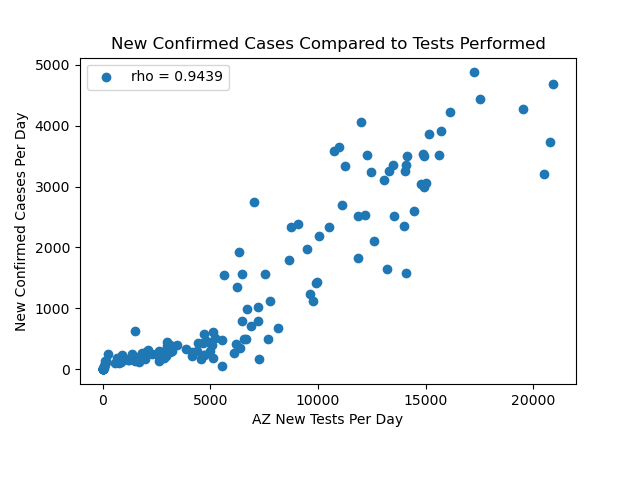 New Confirmed Cases Compared to Tests Performed
rho = 0.9439
5000
4000
3000
2000
1000
0
New Confirmed Caeses Per Day
0 5000 10000 15000 20000
AZ New Tests Per Day